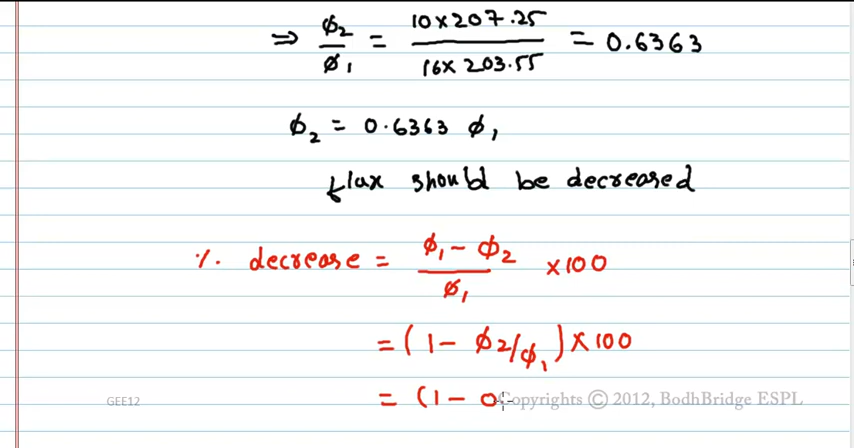 ⇒ ϕ2/ϕ1 = 10×207.25/16×203.55 = 0.6363
ϕ2 = 0.6363 ϕ1
flux should be decreased
% decrease = ϕ1 - ϕ2/ϕ1 ×100
= (1 - ϕ2/ϕ1) × 100
= (1 - 0
GEE12 Copyrights © 2012, BodhBridge ESPL